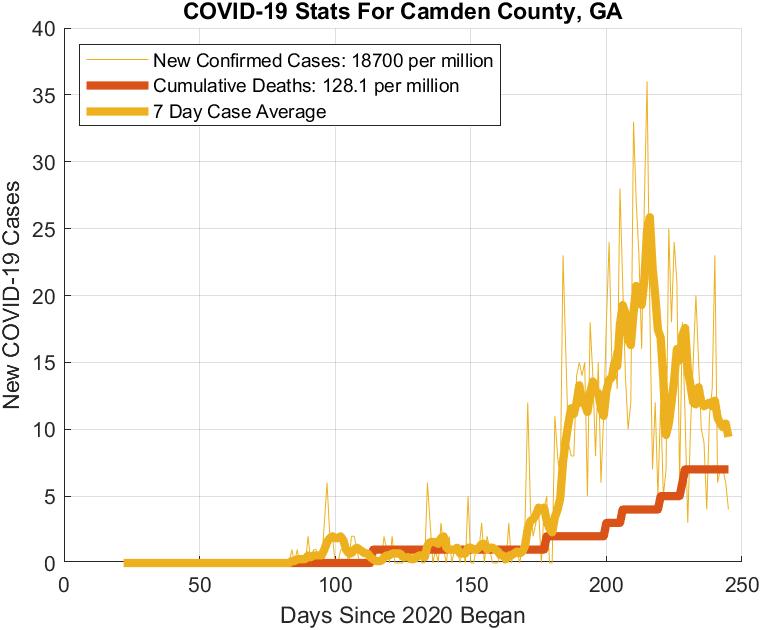 COVID-19 Stats For Camden County, GA
40
35
30
25
20
15
10
5
0
New COVID-19 Cases
New Confirmed Cases: 18700 per million
Cumulative Deaths: 128.1 per million
7 Day Case Average
0 50 100 150 200 250
Days Since 2020 Began